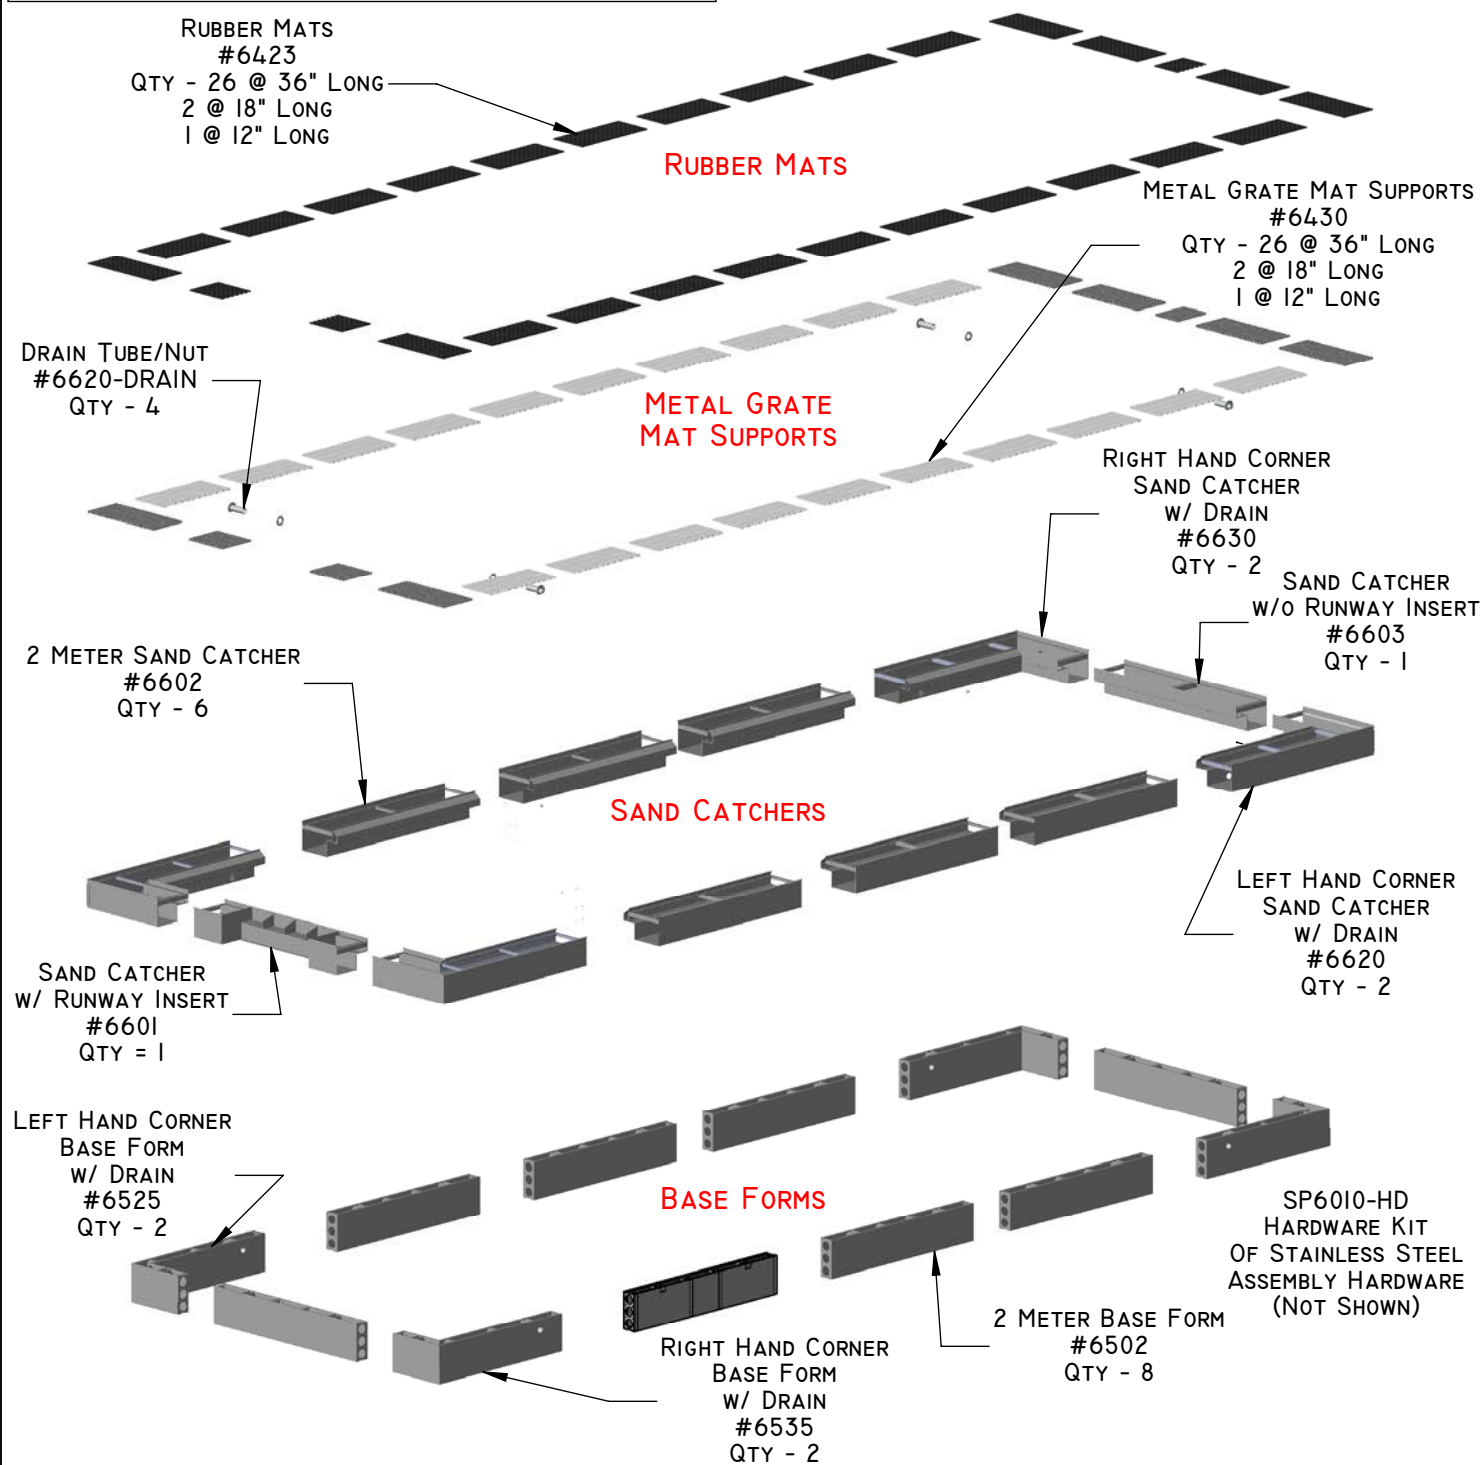 RUBBER MATS
#6423
QTY - 26 @ 36" LONG
2 @ 18" LONG
1 @ 12" LONG
RUBBER MATS
METAL GRATE MAT SUPPORTS
#6430
QTY - 26 @ 36" LONG
2 @ 18" LONG
1 @ 12" LONG
DRAIN TUBE/NUT
#6620-DRAIN
QTY - 4
METAL GRATE
MAT SUPPORTS
RIGHT HAND CORNER
SAND CATCHER
W/ DRAIN
#6630
QTY - 2
SAND CATCHER
W/O RUNWAY INSERT
#6603
QTY - 1
2 METER SAND CATCHER
#6602
QTY - 6
SAND CATCHERS
LEFT HAND CORNER
SAND CATCHER
W/ DRAIN
#6620
QTY - 2
SAND CATCHER
W/ RUNWAY INSERT
#6601
QTY = 1
LEFT HAND CORNER
BASE FORM
W/ DRAIN
#6525
QTY - 2
BASE FORMS
SP6010-HD
HARDWARE KIT
OF STAINLESS STEEL
ASSEMBLY HARDWARE
(NOT SHOWN)
2 METER BASE FORM
#6502
QTY - 8
RIGHT HAND CORNER
BASE FORM
W/ DRAIN
#6535
QTY - 2